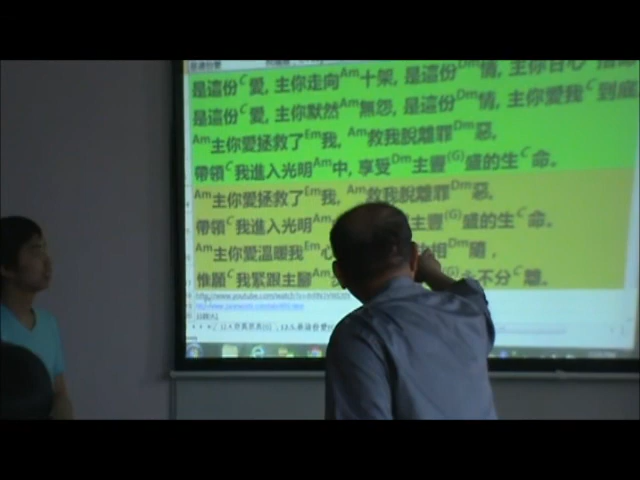 是這份C愛, 主你走向Am十架, 是這份Dm情, 主你甘心
是這份C愛, 主你默然Am無怨, 是這份Dm情, 主你愛我C到底
Am主你愛拯救了Em我, Am救我脫離罪Dm惡,
帶領C我進入光明Am中, 享受Dm主豐(G)盛的生C命。
Am主你愛拯救了Em我, Am救我脫離罪Dm惡,
帶領C我進入光明 主豐(G)盛的生C命。
Am主你愛溫暖我Em心 相Dm隨,
惟願C我緊跟主腳 永不分C離。